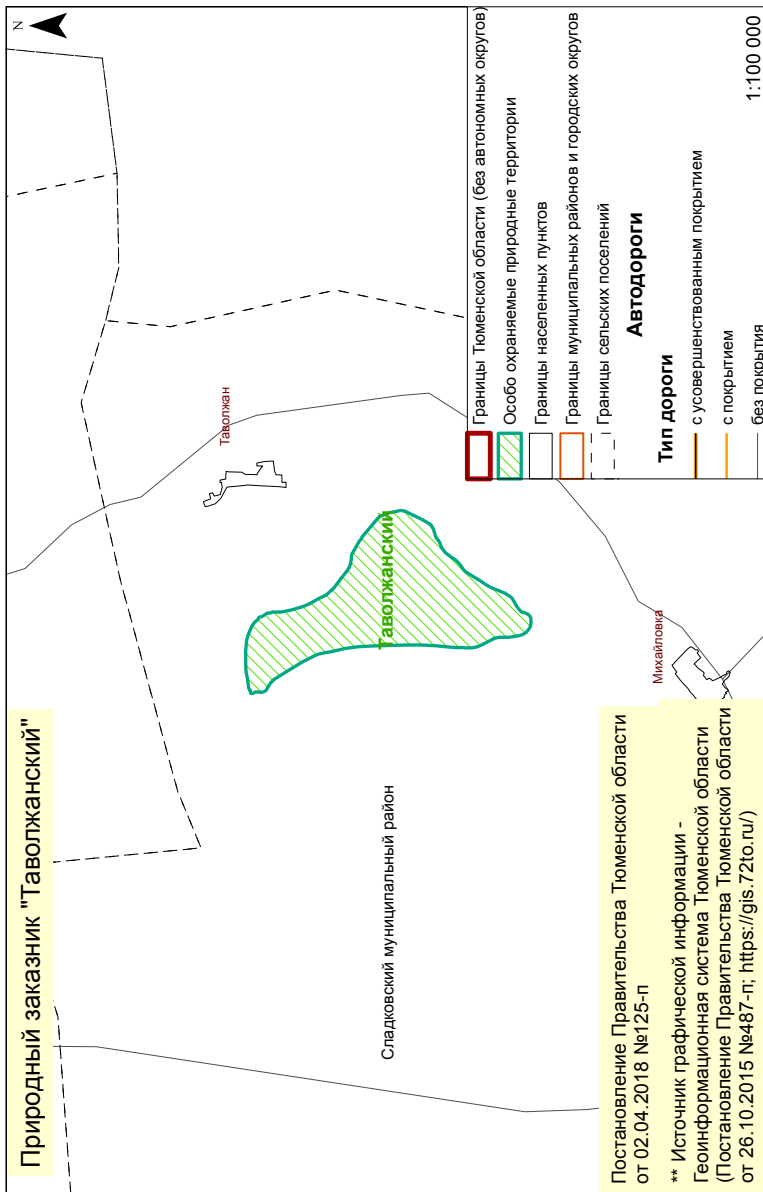 Природный заказник "Таволжанский"
N
Таволжан
Таволжанский
Сладковский муниципальный район
Михайловка
Постановление Правительства Тюменской области
от 02.04.2018 №125-п
** Источник графической информации -
Геоинформационная система Тюменской области
(Постановление Правительства Тюменской области
от 26.10.2015 №487-п; https://gis.72to.ru/)
Границы Тюменской области (без автономных округов)
Особо охраняемые природные территории
Границы населенных пунктов
Границы муниципальных районов и городских округов
Границы сельских поселений
Автодороги
Тип дороги
с усовершенствованным покрытием
с покрытием
без покрытия
1:100 000